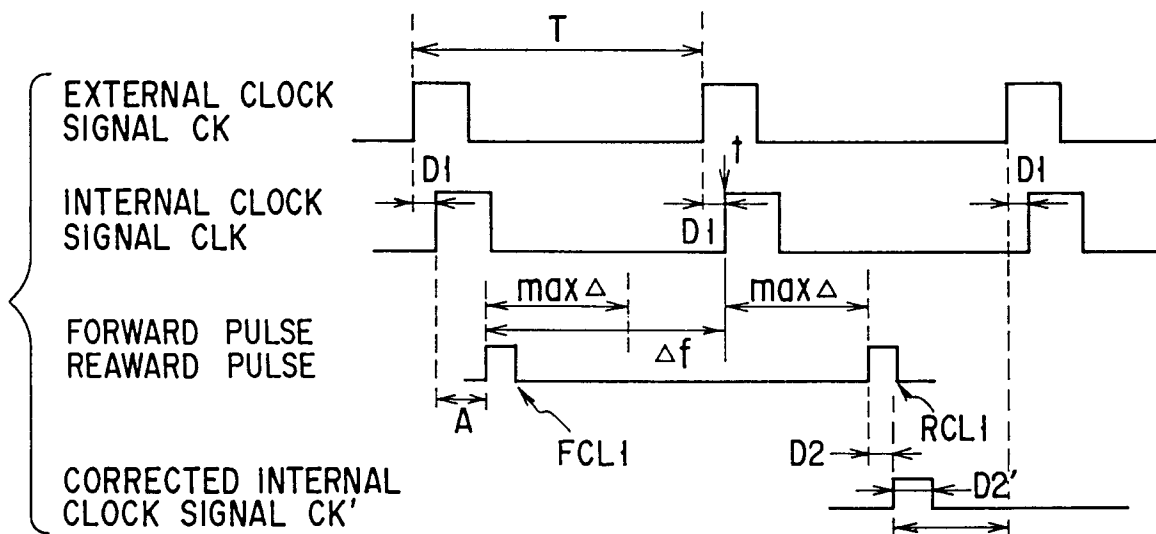 T
EXTERNAL CLOCK
SIGNAL CK
D1
t
D1
INTERNAL CLOCK
SIGNAL CLK
D1
max△
max△
FORWARD PULSE
REAWARD PULSE
△f
A
FCL1
D2
RCL1
CORRECTED INTERNAL
CLOCK SIGNAL CK'
D2'